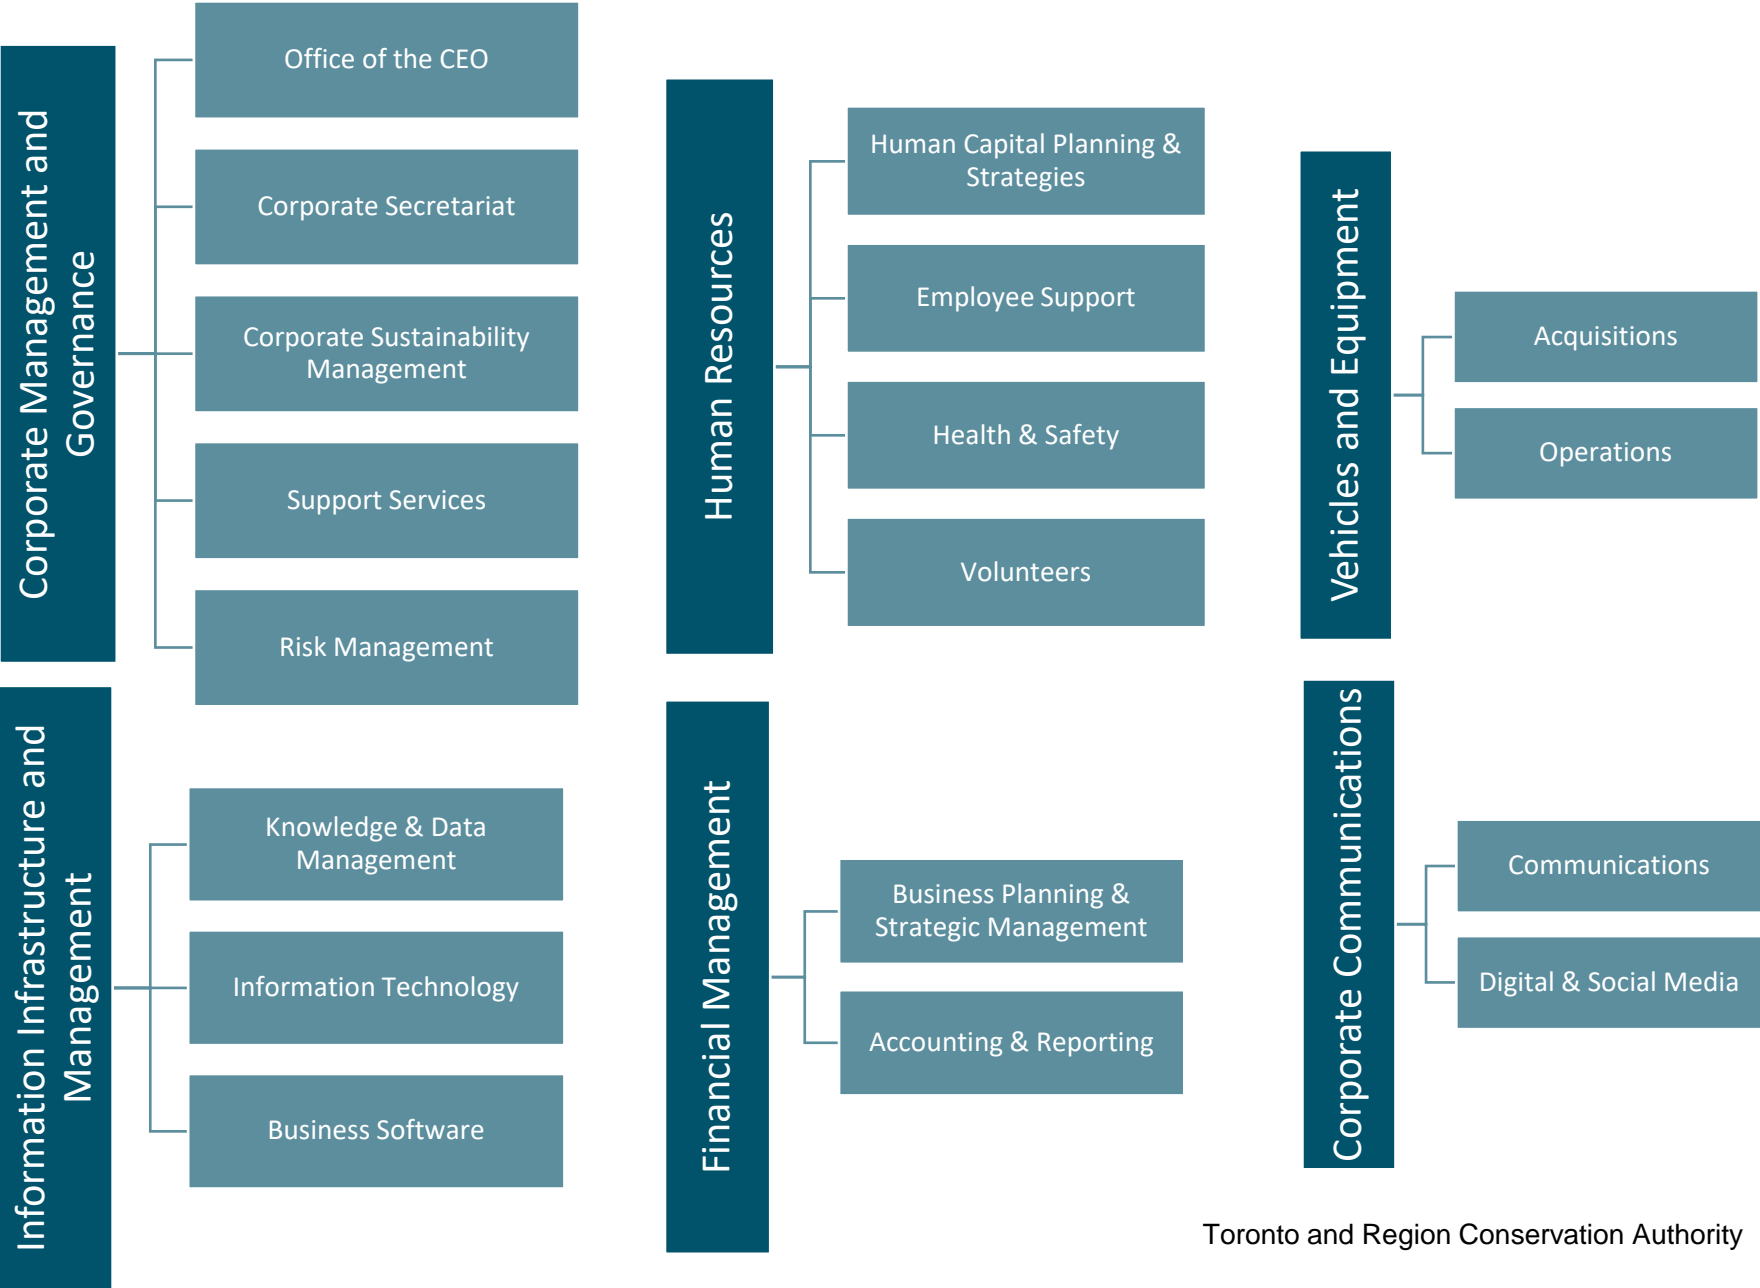 Corporate Management and
Governance
Office of the CEO
Corporate Secretariat
Corporate Sustainability
Management
Support Services
Risk Management
Human Resources
Human Capital Planning &
Strategies
Employee Support
Health & Safety
Volunteers
Vehicles and Equipment
Acquisitions
Operations
Information Infrastructure and
Management
Knowledge & Data
Management
Information Technology
Business Software
Financial Management
Business Planning &
Strategic Management
Accounting & Reporting
Corporate Communications
Communications
Digital & Social Media
Toronto and Region Conservation Authority